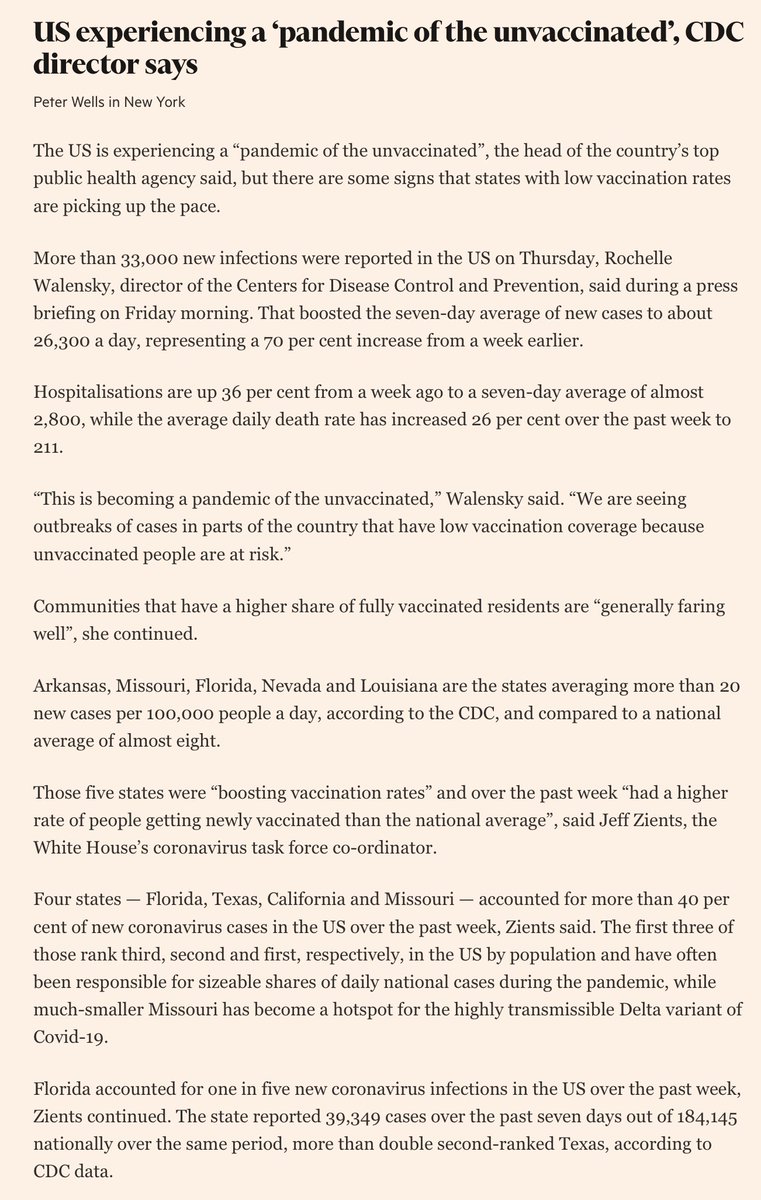 US experiencing a ‘pandemic of the unvaccinated’, CDC
director says
Peter Wells in New York
The US is experiencing a “pandemic of the unvaccinated”, the head of the country’s top
public health agency said, but there are some signs that states with low vaccination rates
are picking up the pace.
More than 33,000 new infections were reported in the US on Thursday, Rochelle
Walensky, director of the Centers for Disease Control and Prevention, said during a press
briefing on Friday morning. That boosted the seven-day average of new cases to about
26,300 a day, representing a 70 per cent increase from a week earlier.
Hospitalisations are up 36 per cent from a week ago to a seven-day average of almost
2,800, while the average daily death rate has increased 26 per cent over the past week to
211.
“This is becoming a pandemic of the unvaccinated,” Walensky said. “We are seeing
outbreaks of cases in parts of the country that have low vaccination coverage because
unvaccinated people are at risk.”
Communities that have a higher share of fully vaccinated residents are “generally faring
well”, she continued.
Arkansas, Missouri, Florida, Nevada and Louisiana are the states averaging more than 20
new cases per 100,000 people a day, according to the CDC, and compared to a national
average of almost eight.
Those five states were “boosting vaccination rates” and over the past week “had a higher
rate of people getting newly vaccinated than the national average”, said Jeff Zients, the
White House’s coronavirus task force co-ordinator.
Four states — Florida, Texas, California and Missouri — accounted for more than 40 per
cent of new coronavirus cases in the US over the past week, Zients said. The first three of
those rank third, second and first, respectively, in the US by population and have often
been responsible for sizeable shares of daily national cases during the pandemic, while
much-smaller Missouri has become a hotspot for the highly transmissible Delta variant of
Covid-19.
Florida accounted for one in five new coronavirus infections in the US over the past week,
Zients continued. The state reported 39,349 cases over the past seven days out of 184,145
nationally over the same period, more than double second-ranked Texas, according to
CDC data.